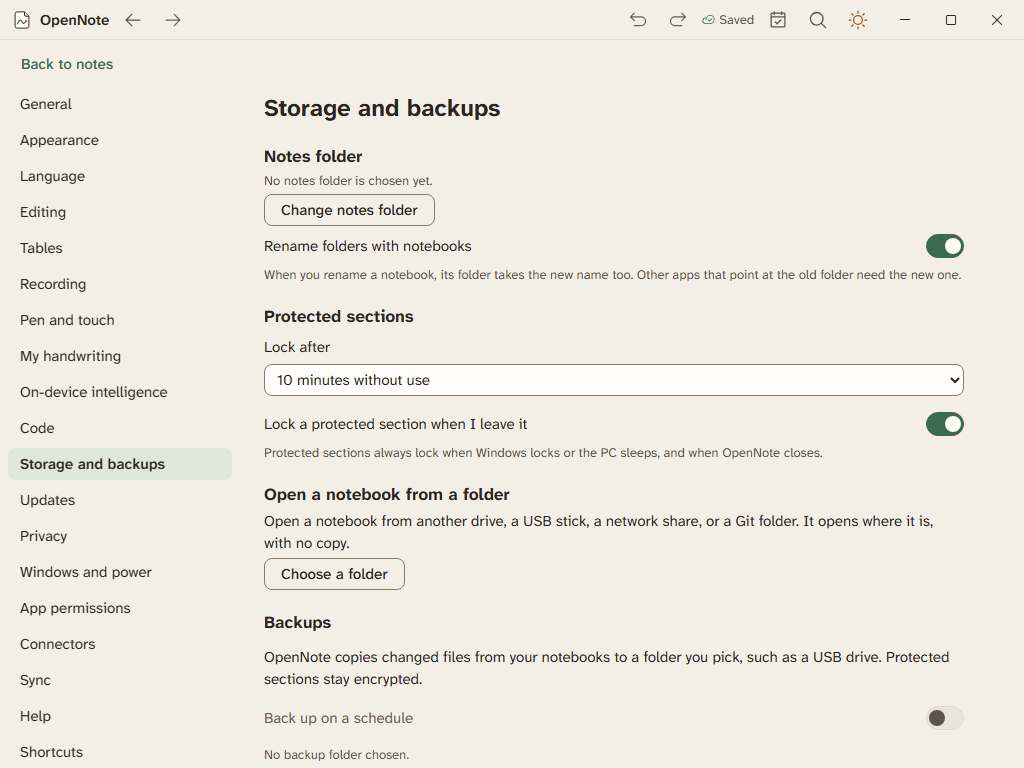 OpenNote
Saved
Back to notes
General
Appearance
Language
Editing
Tables
Recording
Pen and touch
My handwriting
On-device intelligence
Code
Storage and backups
Updates
Privacy
Windows and power
App permissions
Connectors
Sync
Help
Shortcuts
Storage and backups
Notes folder
No notes folder is chosen yet.
Change notes folder
Rename folders with notebooks
When you rename a notebook, its folder takes the new name too. Other apps that point at the old folder need the new one.
Protected sections
Lock after
10 minutes without use
Lock a protected section when I leave it
Protected sections always lock when Windows locks or the PC sleeps, and when OpenNote closes.
Open a notebook from a folder
Open a notebook from another drive, a USB stick, a network share, or a Git folder. It opens where it is,
with no copy.
Choose a folder
Backups
OpenNote copies changed files from your notebooks to a folder you pick, such as a USB drive. Protected
sections stay encrypted.
Back up on a schedule
No backup folder chosen.